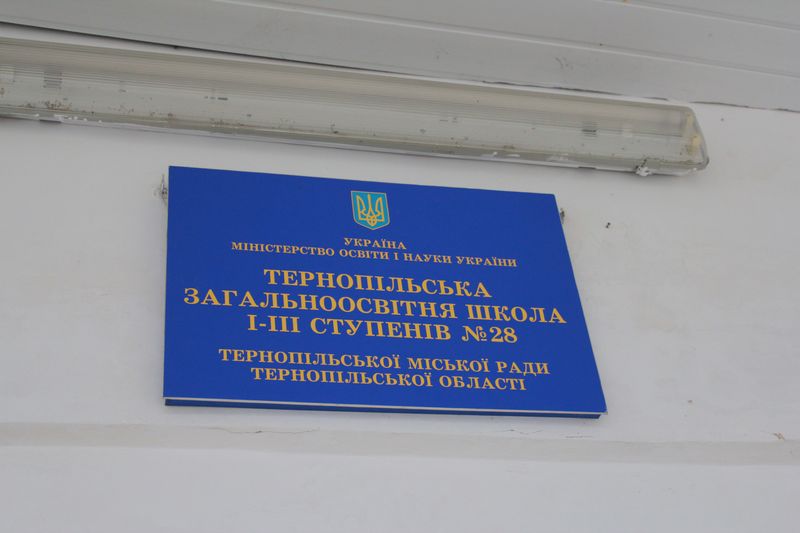 УКРАЇНА
МІНІСТЕРСТВО ОСВІТИ І НАУКИ УКРАЇНИ
ТЕРНОПІЛЬСЬКА
ЗАГАЛЬНООСВІТНЯ ШКОЛА
І-ІІІ СТУПЕНІВ №28
ТЕРНОПІЛЬСЬКОЇ МІСЬКОЇ РАДИ
ТЕРНОПІЛЬСЬКОЇ ОБЛАСТІ